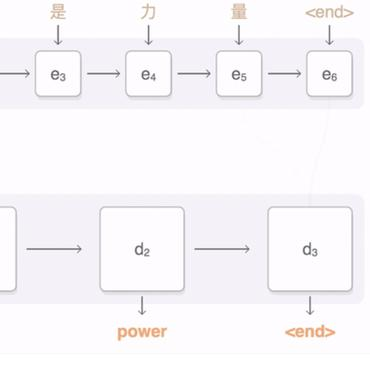 是 力 量 <end>
e₃ e₄ e₅ e₆
d₂ d₃
power <end>